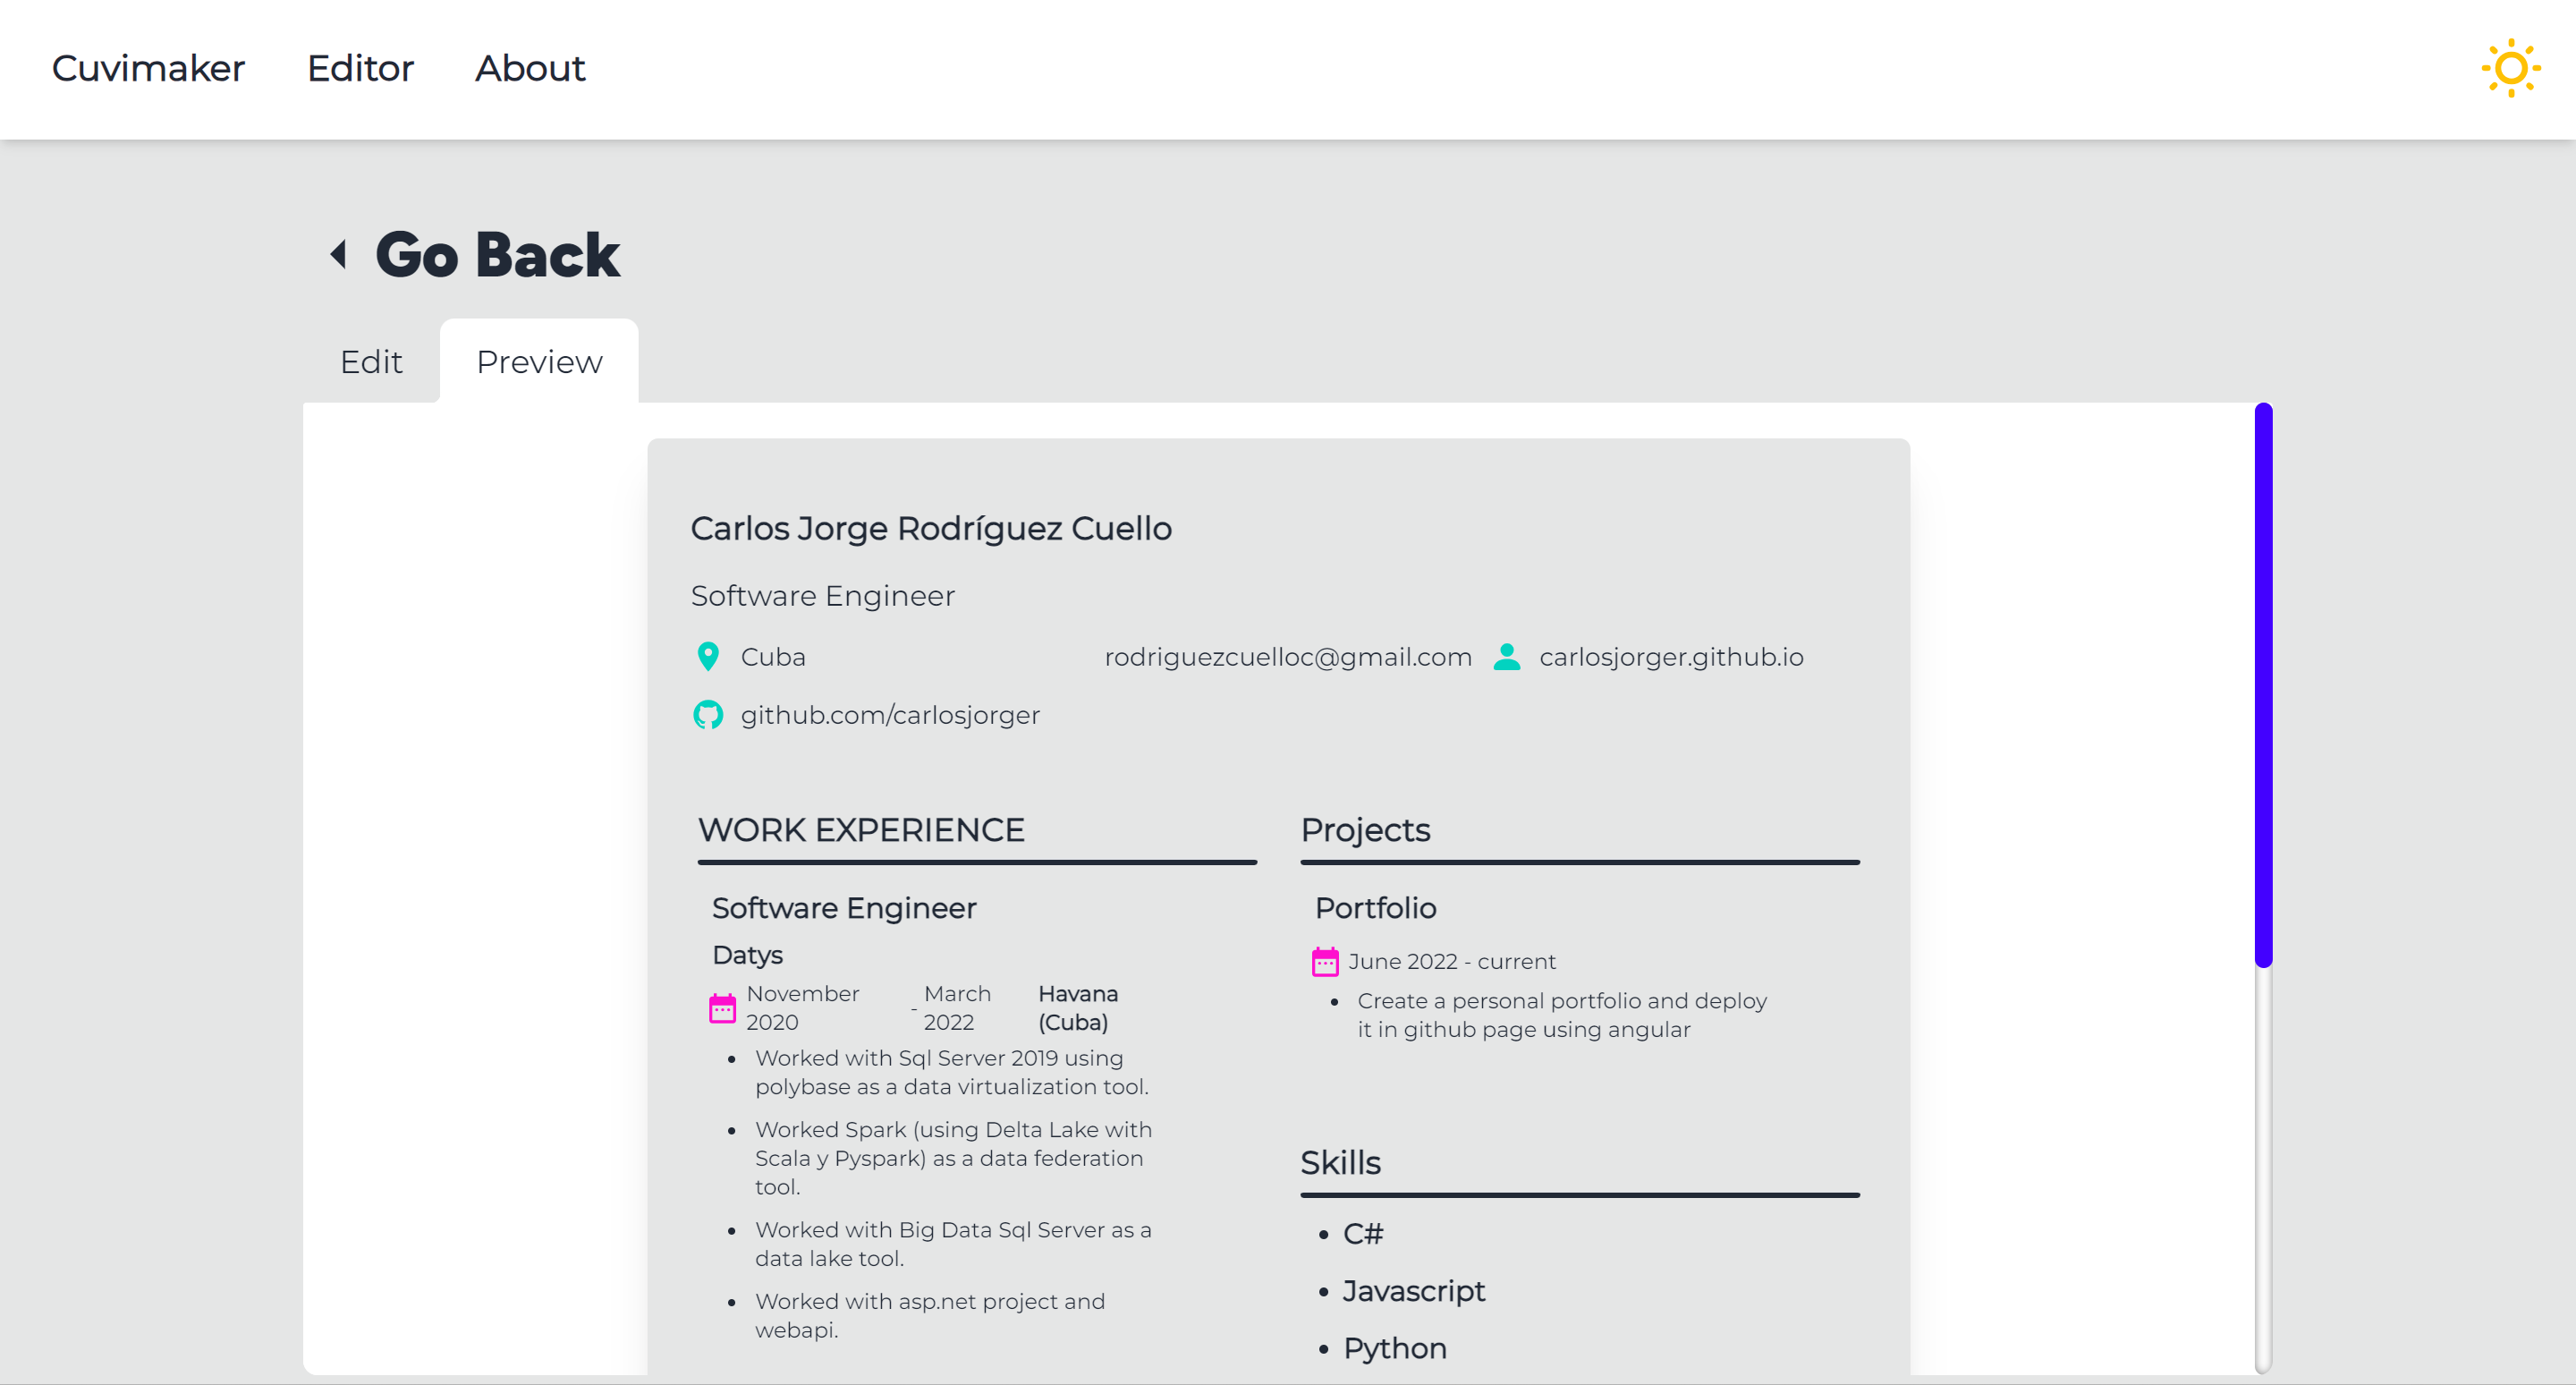 Cuvimaker Editor About
Go Back
Edit Preview
Carlos Jorge Rodríguez Cuello
Software Engineer
Cuba rodriguezcuelloc@gmail.com carlosjorger.github.io
github.com/carlosjorger
WORK EXPERIENCE
Software Engineer
Datys
November 2020 - March 2022 Havana (Cuba)
• Worked with Sql Server 2019 using
polybase as a data virtualization tool.
• Worked Spark (using Delta Lake with
Scala y Pyspark) as a data federation
tool.
• Worked with Big Data Sql Server as a
data lake tool.
• Worked with asp.net project and
webapi.
Projects
Portfolio
June 2022 - current
• Create a personal portfolio and deploy
it in github page using angular
Skills
• C#
• Javascript
• Python